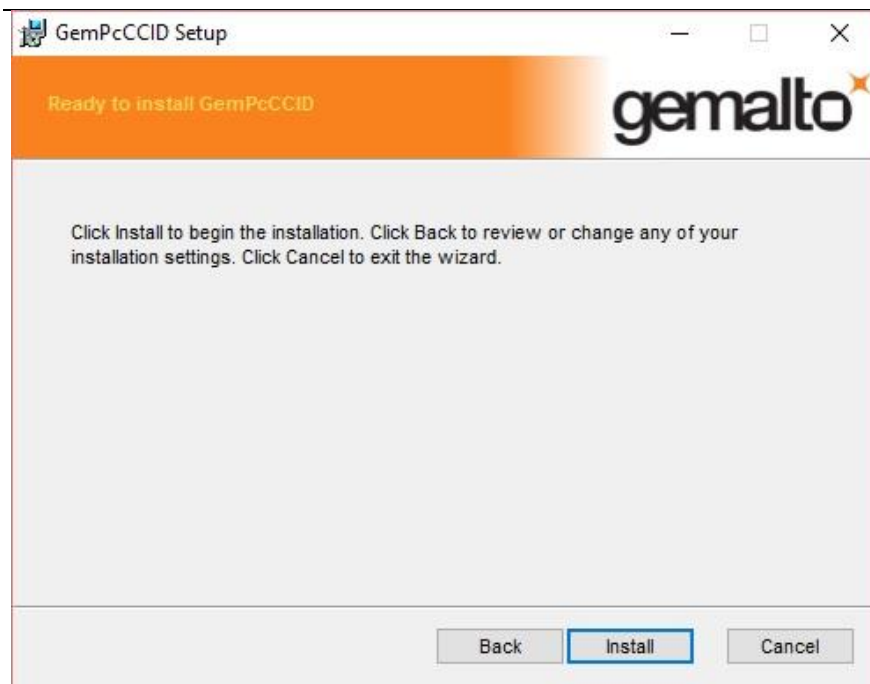 GemPcCCID Setup
Ready to install GemPcCCID
gemalto
Click Install to begin the installation. Click Back to review or change any of your
installation settings. Click Cancel to exit the wizard.
Back Install Cancel